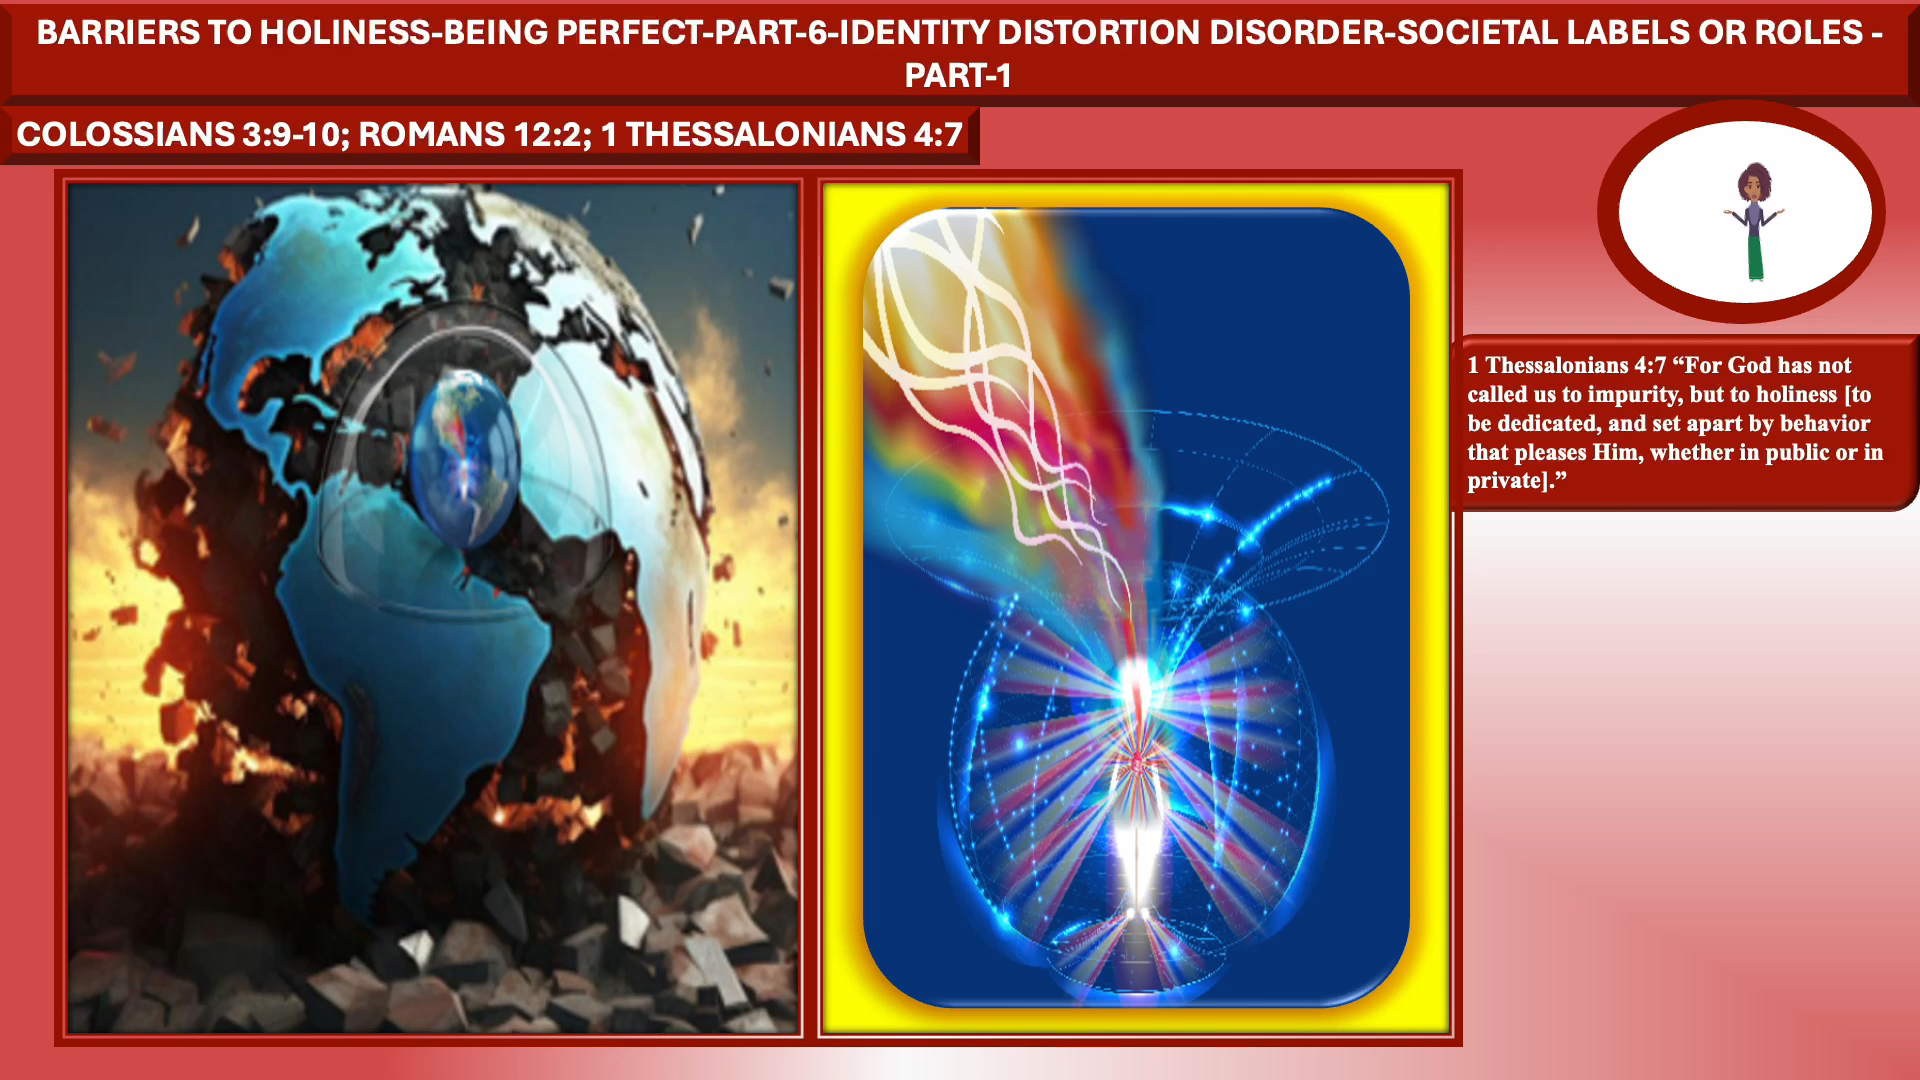 BARRIERS TO HOLINESS-BEING PERFECT-PART-6-IDENTITY DISTORTION DISORDER-SOCIETAL LABELS OR ROLES -
PART-1
COLOSSIANS 3:9-10; ROMANS 12:2; 1 THESSALONIANS 4:7
1 Thessalonians 4:7 “For God has not
called us to impurity, but to holiness [to
be dedicated, and set apart by behavior
that pleases Him, whether in public or in
private].”